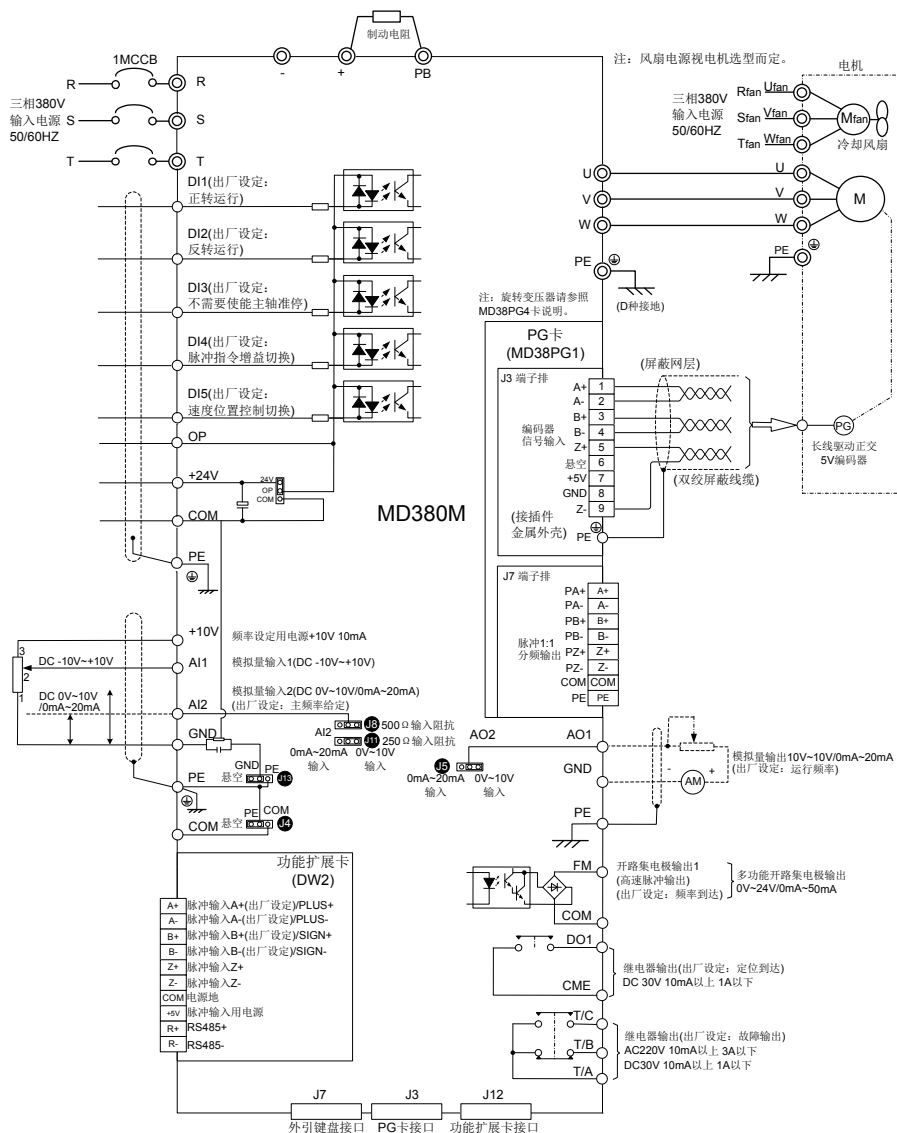 制动电阻
- + PB
注：风扇电源视电机选型而定。
电机
1MCCB
R R
三相380V
输入电源
50/60HZ
S S
T T
三相380V
输入电源
50/60HZ
Rfan Ufan
Sfan Vfan
Tfan Wfan
Mfan
冷却风扇
U U
V V
W W
M
PE
PE
(D种接地)
DI1(出厂设定：
正转运行)
DI2(出厂设定：
反转运行)
DI3(出厂设定：
不需要使能主轴准停)
DI4(出厂设定：
脉冲指令增益切换)
DI5(出厂设定：
速度位置控制切换)
OP
+24V
24V
OP
COM
COM
PE
MD380M
注：旋转变压器请参照
MD38PG4卡说明。
PG卡
(MD38PG1)
J3 端子排
编码器
信号输入
A+ 1
A- 2
B+ 3
B- 4
Z+ 5
悬空 6
+5V 7
GND 8
Z- 9
(接插件
金属外壳)
PE
(屏蔽网层)
(双绞屏蔽线缆)
PG
长线驱动正交
5V编码器
J7 端子排
脉冲1:1
分频输出
PA+ A+
PA- A-
PB+ B+
PB- B-
PZ+ Z+
PZ- Z-
COM COM
PE PE
+10V 频率设定用电源+10V 10mA
3
2
1
DC -10V~+10V
AI1 模拟量输入1(DC -10V~+10V)
DC 0V~10V
/0mA~20mA
AI2
模拟量输入2(DC 0V~10V/0mA~20mA)
(出厂设定：主频率给定)
GND
AI2
J8 500Ω输入阻抗
J11 250Ω输入阻抗
0mA~20mA 0V~10V
输入 输入
GND PE
悬空 J13
PE
PE COM
悬空 J4
COM
AO2
J5
0mA~20mA 0V~10V
输入 输入
AO1
GND
PE
- +
AM
模拟量输出10V~10V/0mA~20mA
(出厂设定：运行频率)
FM
COM
开路集电极输出1
(高速脉冲输出)
(出厂设定：频率到达)
多功能开路集电极输出
0V~24V/0mA~50mA
DO1
CME
继电器输出(出厂设定：定位到达)
DC 30V 10mA以上 1A以下
T/C
T/B
T/A
继电器输出(出厂设定：故障输出)
AC220V 10mA以上 3A以下
DC30V 10mA以上 1A以下
功能扩展卡
(DW2)
A+ 脉冲输入A+(出厂设定)/PLUS+
A- 脉冲输入A-(出厂设定)/PLUS-
B+ 脉冲输入B+(出厂设定)/SIGN+
B- 脉冲输入B-(出厂设定)/SIGN-
Z+ 脉冲输入Z+
Z- 脉冲输入Z-
COM 电源地
+5V 脉冲输入用电源
R+ RS485+
R- RS485-
J7 J3 J12
外引键盘接口 PG卡接口 功能扩展卡接口